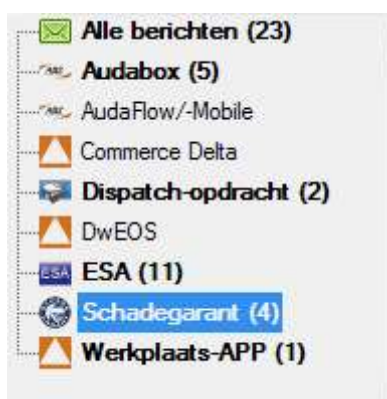 Alle berichten (23)
Audabox (5)
AudaFlow/-Mobile
Commerce Delta
Dispatch-opdracht (2)
DwEOS
ESA ESA (11)
Schadegarant (4)
Werkplaats-APP (1)